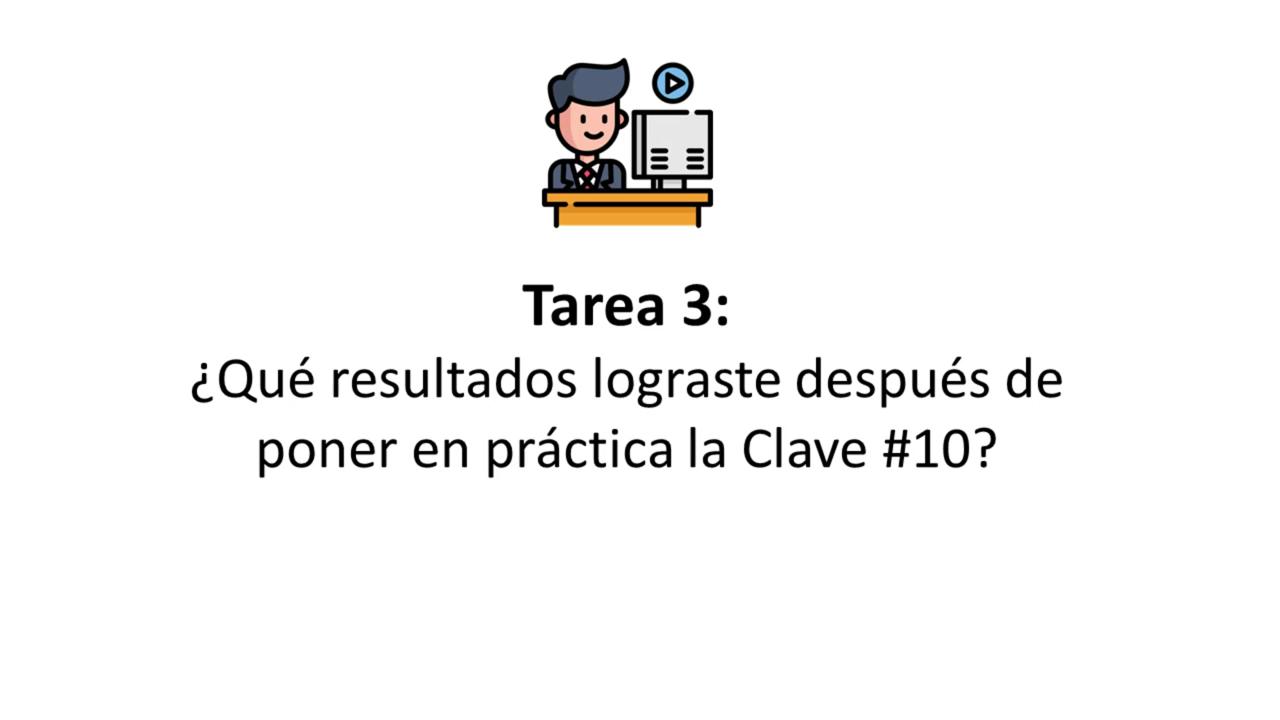 Tarea 3:
¿Qué resultados lograste después de
poner en práctica la Clave #10?